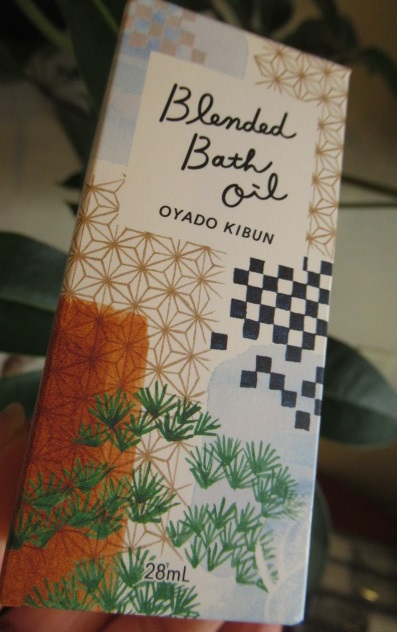 Blended
Bath
oil
OYADO KIBUN
28mL